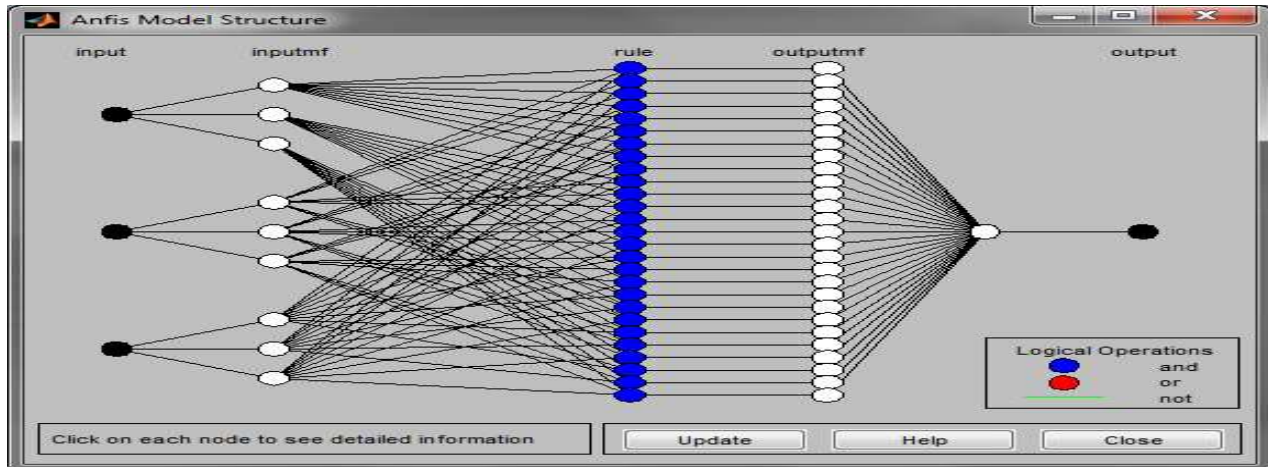 Anfis Model Structure
input inputmf rule outputmf output
Logical Operations
and
or
not
Click on each node to see detailed information
Update Help Close